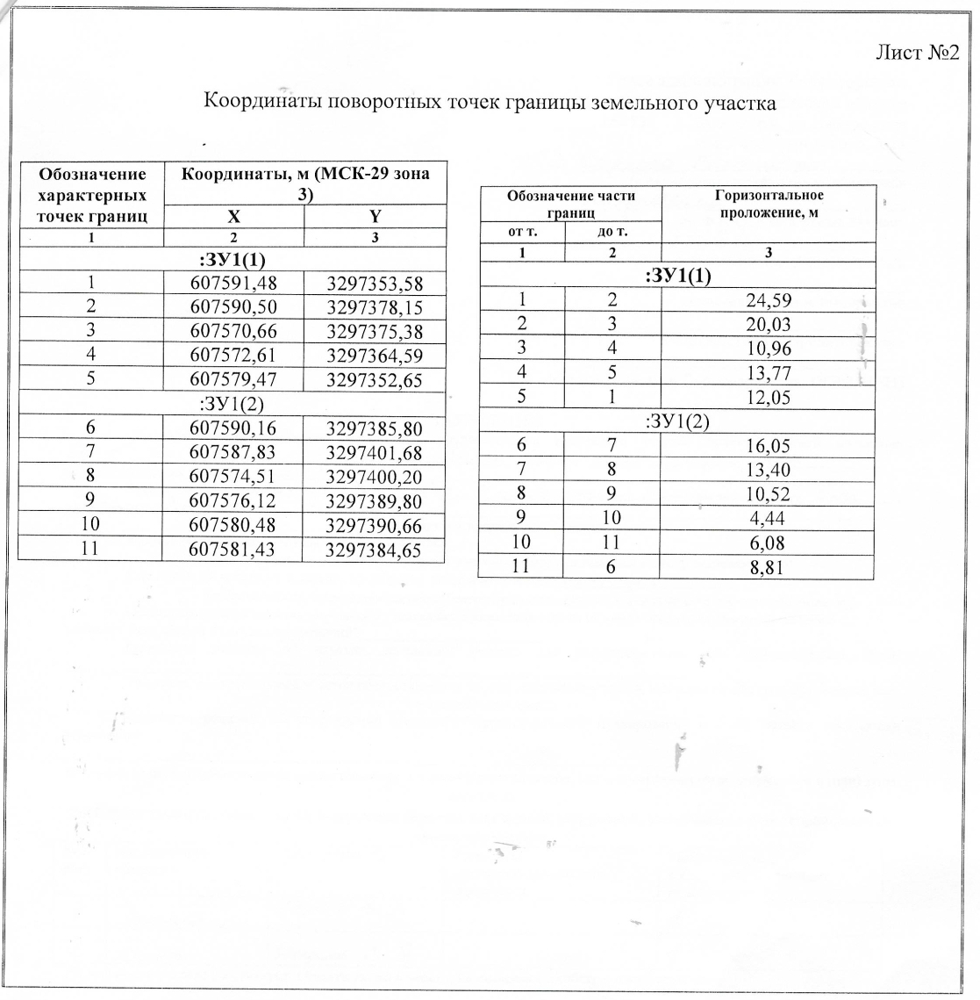 Лист №2
Координаты поворотных точек границы земельного участка
Обозначение характерных точек границ
Координаты, м (МСК-29 зона 3)
X Y
1 2 3
:ЗУ1(1)
1 607591,48 3297353,58
2 607590,50 3297378,15
3 607570,66 3297375,38
4 607572,61 3297364,59
5 607579,47 3297352,65
:ЗУ1(2)
6 607590,16 3297385,80
7 607587,83 3297401,68
8 607574,51 3297400,20
9 607576,12 3297389,80
10 607580,48 3297390,66
11 607581,43 3297384,65
Обозначение части границ
Горизонтальное проложение, м
от т. до т.
1 2 3
:ЗУ1(1)
1 2 24,59
2 3 20,03
3 4 10,96
4 5 13,77
5 1 12,05
:ЗУ1(2)
6 7 16,05
7 8 13,40
8 9 10,52
9 10 4,44
10 11 6,08
11 6 8,81